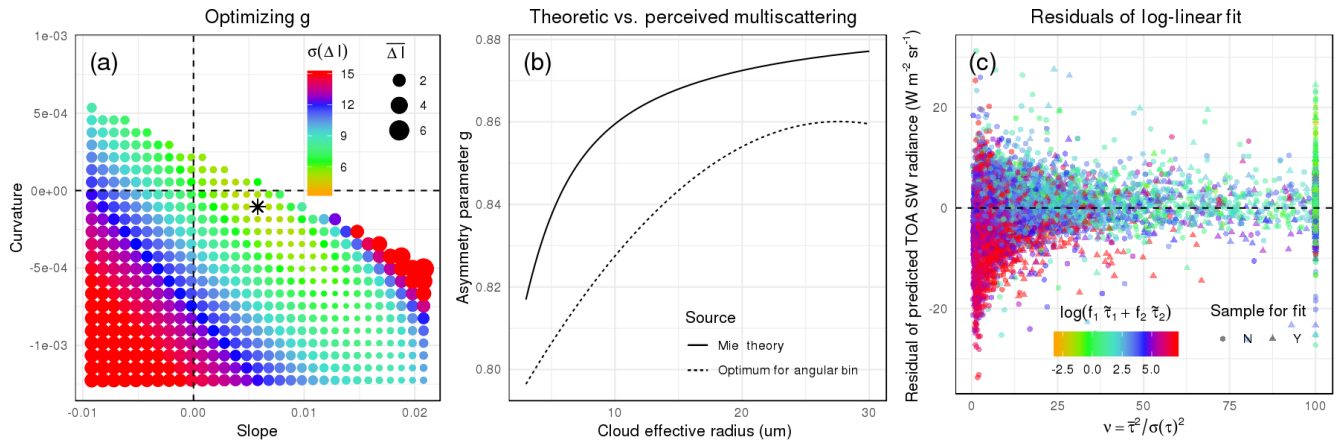 Optimizing g
(a)
σ(Δ I)
15
12
9
6
Δ I
2
4
6
1e-03
5e-04
0e+00
-5e-04
-1e-03
Curvature
-0.01
0.00
0.01
0.02
Slope
Theoretic vs. perceived multiscattering
(b)
0.88
0.86
0.84
0.82
0.80
Asymmetry parameter g
Source
Mie theory
Optimum for angular bin
10
20
30
Cloud effective radius (um)
Residuals of log-linear fit
(c)
20
0
-20
Residual of predicted TOA SW radiance (W m⁻² sr⁻¹)
log(f₁ τ̃₁ + f₂ τ̃₂)
-2.5 0.0 2.5 5.0
Sample for fit
N Y
0
25
50
75
100
ν = τ̄²/σ(τ)²